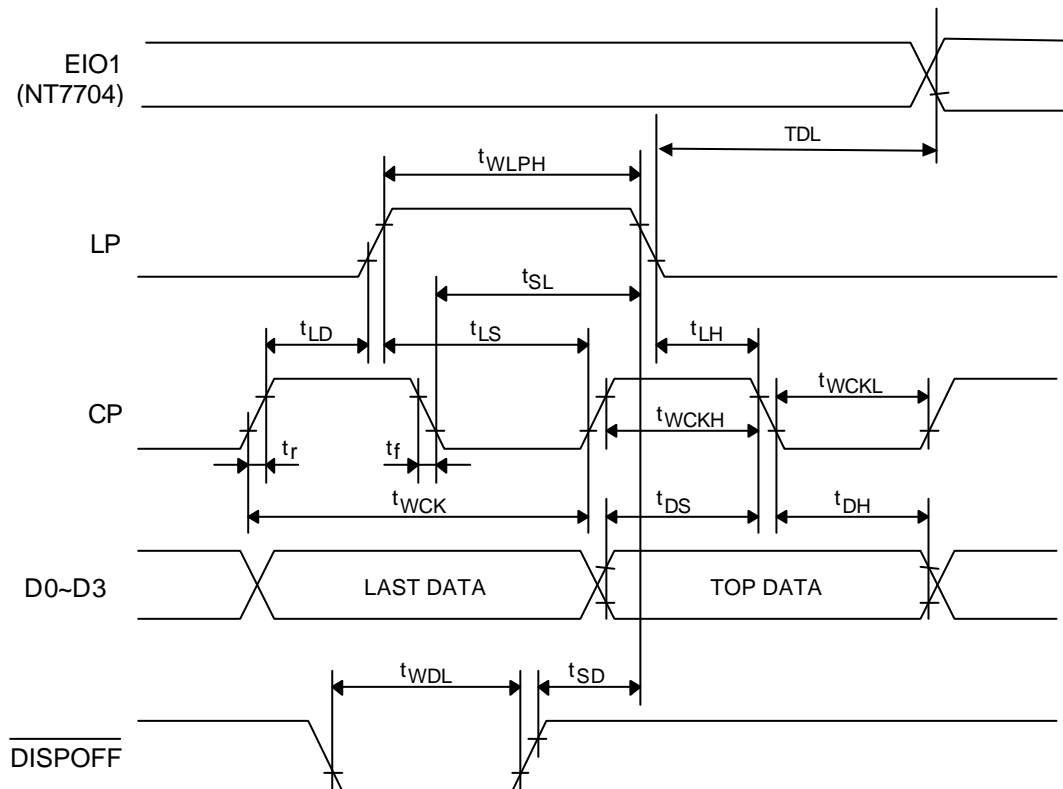 EIO1
(NT7704)
TDL
tWLPH
LP
tSL
tLD
tLS
tLH
CP
tWCKL
tWCKH
tr
tf
tWCK
tDS
tDH
D0~D3
LAST DATA
TOP DATA
tWDL
tSD
DISPOFF